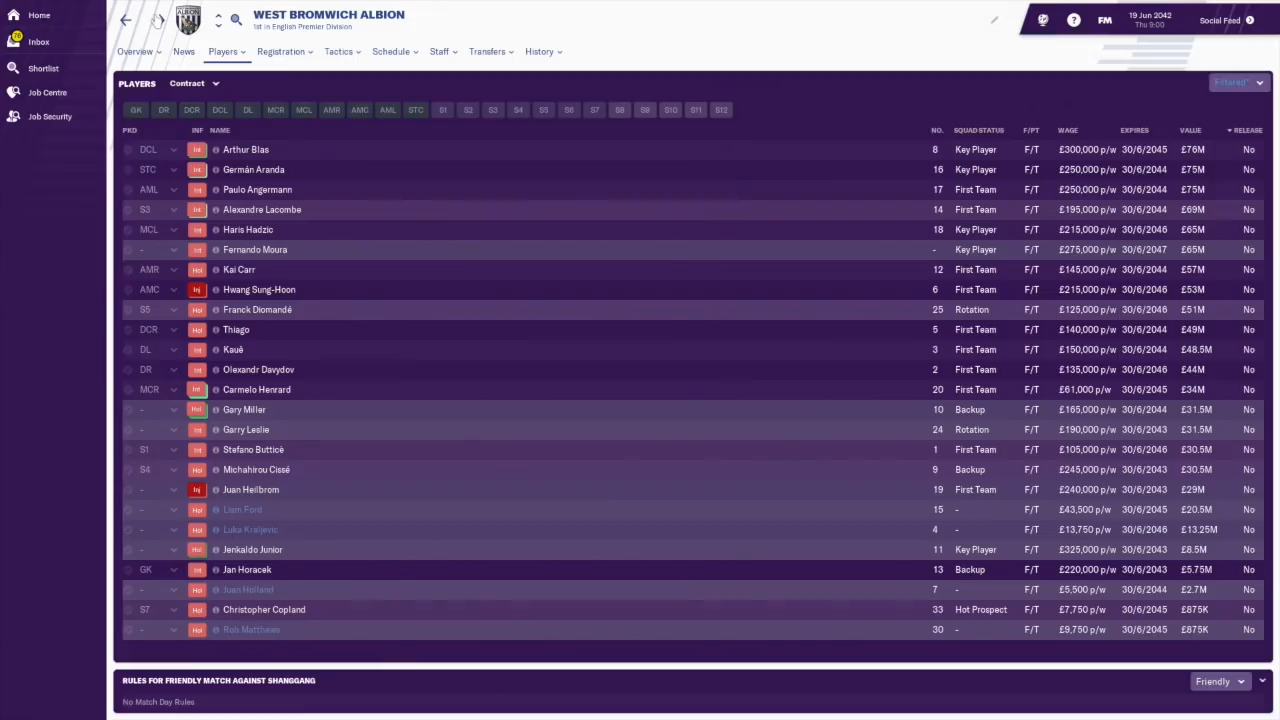 Home
WEST BROMWICH ALBION
1st in English Premier Division
19 Jun 2042
Thu 9:00
FM
Social Feed
76
Inbox
Overview News Players Registration Tactics Schedule Staff Transfers History
Shortlist
Job Centre
Job Security
PLAYERS Contract Filtered*
GK DR DCR DCL DL MCR MCL AMR AMC AML STC S1 S2 S3 S4 S5 S6 S7 S8 S9 S10 S11 S12
PKD INF NAME NO. SQUAD STATUS F/PT WAGE EXPIRES VALUE RELEASE
DCL Int Arthur Blas 8 Key Player F/T £300,000 p/w 30/6/2045 £76M No
STC Int Germán Aranda 16 Key Player F/T £250,000 p/w 30/6/2044 £75M No
AML Int Paulo Angermann 17 First Team F/T £250,000 p/w 30/6/2044 £75M No
S3 Int Alexandre Lacombe 14 First Team F/T £195,000 p/w 30/6/2044 £69M No
MCL Int Haris Hadzic 18 Key Player F/T £215,000 p/w 30/6/2046 £65M No
- Int Fernando Moura - Key Player F/T £275,000 p/w 30/6/2047 £65M No
AMR Hol Kai Carr 12 First Team F/T £145,000 p/w 30/6/2044 £57M No
AMC Inj Hwang Sung-Hoon 6 First Team F/T £215,000 p/w 30/6/2046 £53M No
S5 Hol Franck Diomandé 25 Rotation F/T £125,000 p/w 30/6/2046 £51M No
DCR Hol Thiago 5 First Team F/T £140,000 p/w 30/6/2044 £49M No
DL Int Kauê 3 First Team F/T £150,000 p/w 30/6/2044 £48.5M No
DR Int Olexandr Davydov 2 First Team F/T £135,000 p/w 30/6/2046 £44M No
MCR Int Carmelo Henrard 20 First Team F/T £61,000 p/w 30/6/2045 £34M No
- Hol Gary Miller 10 Backup F/T £165,000 p/w 30/6/2044 £31.5M No
- Int Garry Leslie 24 Rotation F/T £190,000 p/w 30/6/2043 £31.5M No
S1 Int Stefano Butticè 1 First Team F/T £105,000 p/w 30/6/2046 £30.5M No
S4 Hol Michahirou Cissé 9 Backup F/T £245,000 p/w 30/6/2043 £30.5M No
- Inj Juan Heilbrom 19 First Team F/T £240,000 p/w 30/6/2043 £29M No
- Hol Liam Ford 15 - F/T £43,500 p/w 30/6/2045 £20.5M No
- Hol Luka Kraljevic 4 - F/T £13,750 p/w 30/6/2046 £13.25M No
- Hol Jenkaldo Junior 11 Key Player F/T £325,000 p/w 30/6/2043 £8.5M No
GK Int Jan Horacek 13 Backup F/T £220,000 p/w 30/6/2043 £5.75M No
- Hol Juan Holland 7 - F/T £5,500 p/w 30/6/2044 £2.7M No
S7 Hol Christopher Copland 33 Hot Prospect F/T £7,750 p/w 30/6/2045 £875K No
- Hol Rob Matthews 30 - F/T £9,750 p/w 30/6/2045 £875K No
RULES FOR FRIENDLY MATCH AGAINST SHANGGANG Friendly
No Match Day Rules